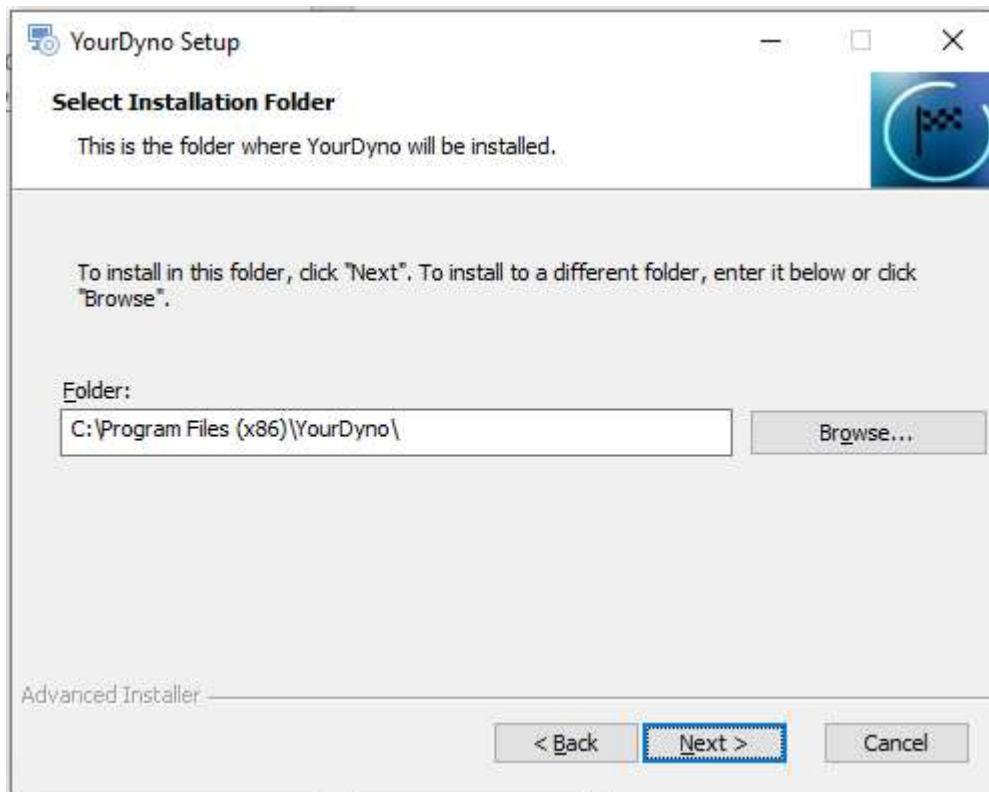 YourDyno Setup
Select Installation Folder
This is the folder where YourDyno will be installed.
To install in this folder, click "Next". To install to a different folder, enter it below or click
"Browse".
Folder:
C:\Program Files (x86)\YourDyno\
Browse...
Advanced Installer
< Back
Next >
Cancel